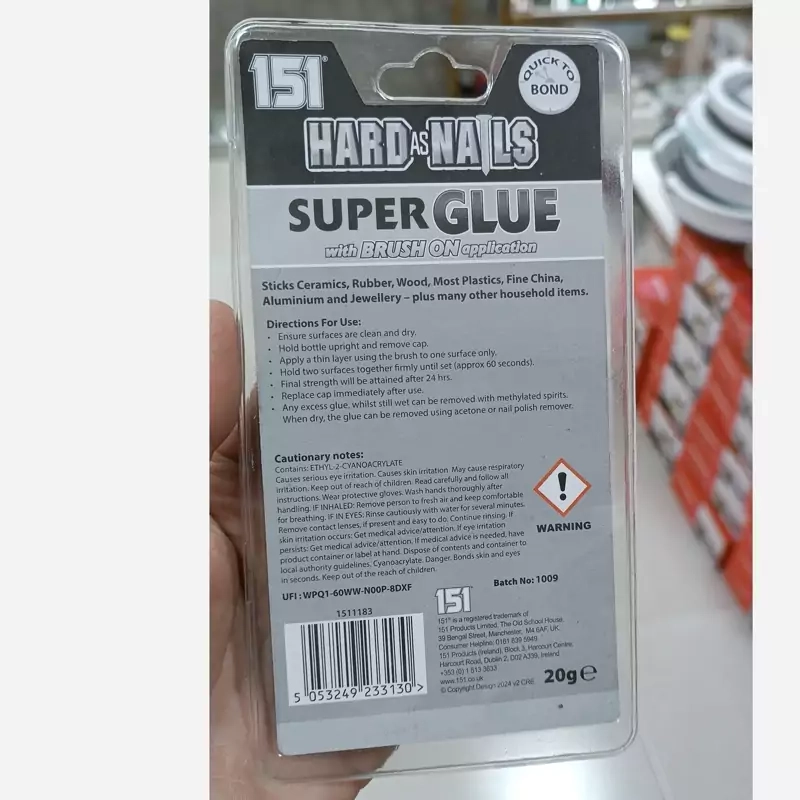 151®
QUICK TO
BOND
HARD AS NAILS
SUPER GLUE
with BRUSH ON application
Sticks Ceramics, Rubber, Wood, Most Plastics, Fine China,
Aluminium and Jewellery – plus many other household items.
Directions For Use:
• Ensure surfaces are clean and dry.
• Hold bottle upright and remove cap.
• Apply a thin layer using the brush to one surface only.
• Hold two surfaces together firmly until set (approx 60 seconds).
• Final strength will be attained after 24 hrs.
• Replace cap immediately after use.
• Any excess glue, whilst still wet can be removed with methylated spirits.
When dry, the glue can be removed using acetone or nail polish remover.
Cautionary notes:
Contains: ETHYL-2-CYANOACRYLATE
Causes serious eye irritation. Causes skin irritation. May cause respiratory
irritation. Keep out of reach of children. Read carefully and follow all
instructions. Wear protective gloves. Wash hands thoroughly after
handling. IF INHALED: Remove person to fresh air and keep comfortable
for breathing. IF IN EYES: Rinse cautiously with water for several minutes.
Remove contact lenses, if present and easy to do. Continue rinsing. If
skin irritation occurs: Get medical advice/attention. If eye irritation
persists: Get medical advice/attention. If medical advice is needed, have
product container or label at hand. Dispose of contents and container to
local authority guidelines. Cyanoacrylate. Danger. Bonds skin and eyes
in seconds. Keep out of the reach of children.
WARNING
UFI : WPQ1-60WW-N00P-8DXF
Batch No: 1009
1511183
5 053249 233130 >
151
151® is a registered trademark of
151 Products Limited, The Old School House,
39 Bengal Street, Manchester, M4 6AF, UK.
Consumer Helpline: 0161 839 5949
151 Products (Ireland), Block 3, Harcourt Centre,
Harcourt Road, Dublin 2, D02 A339, Ireland
+353 (0) 1 513 3633
www.151.co.uk
© Copyright Design 2024 v2 CRE
20g℮